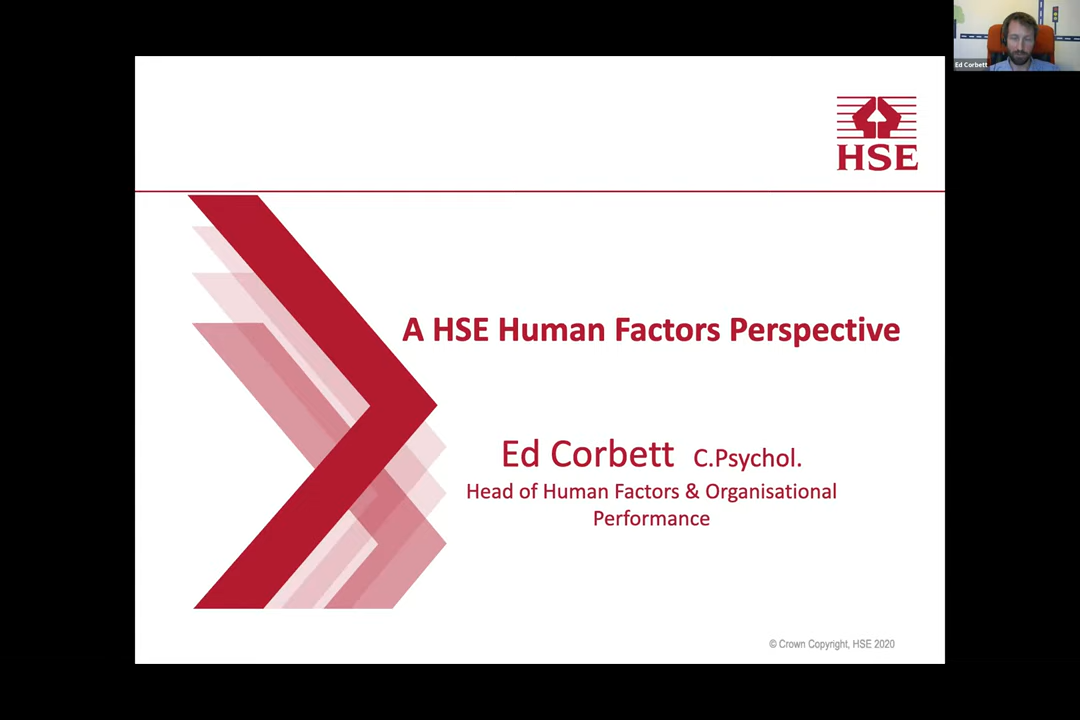 Ed Corbett
HSE
A HSE Human Factors Perspective
Ed Corbett C.Psychol.
Head of Human Factors & Organisational
Performance
© Crown Copyright, HSE 2020